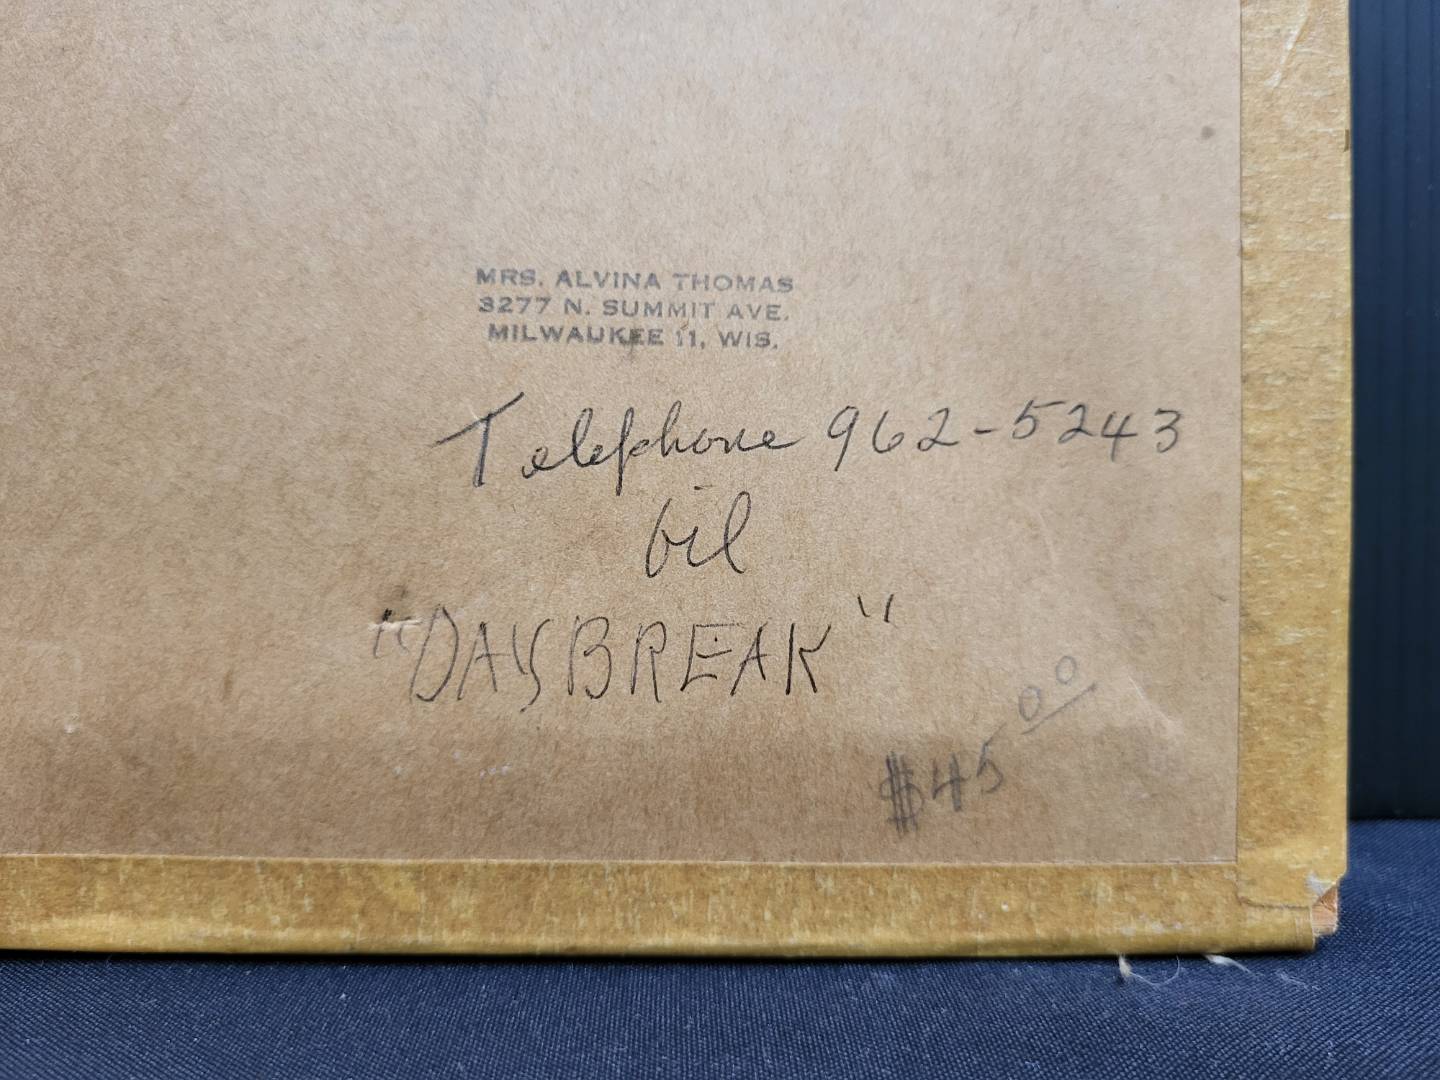 MRS. ALVINA THOMAS
3277 N. SUMMIT AVE.
MILWAUKEE 11, WIS.
Telephone 962-5243
oil
"DAYBREAK"
$45.00